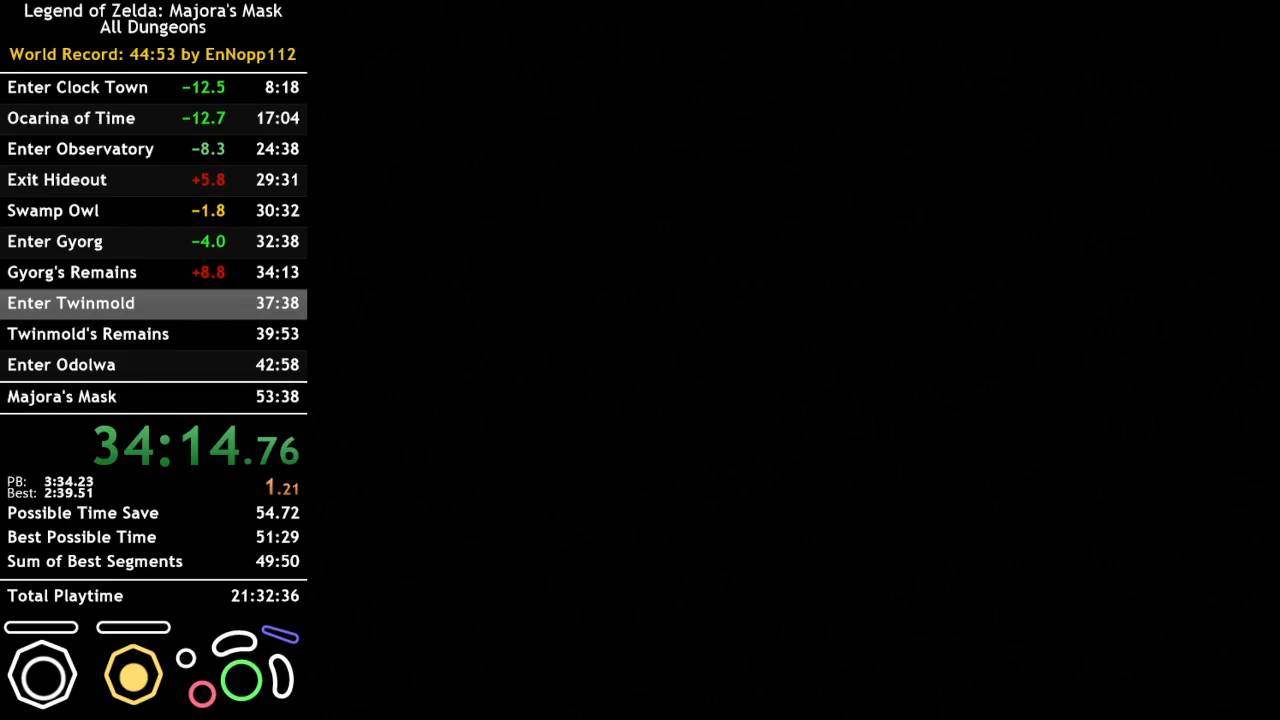 Legend of Zelda: Majora's Mask
All Dungeons
World Record: 44:53 by EnNopp112
Enter Clock Town −12.5 8:18
Ocarina of Time −12.7 17:04
Enter Observatory −8.3 24:38
Exit Hideout +5.8 29:31
Swamp Owl −1.8 30:32
Enter Gyorg −4.0 32:38
Gyorg's Remains +8.8 34:13
Enter Twinmold 37:38
Twinmold's Remains 39:53
Enter Odolwa 42:58
Majora's Mask 53:38
34:14.76
PB: 3:34.23
Best: 2:39.51
1.21
Possible Time Save 54.72
Best Possible Time 51:29
Sum of Best Segments 49:50
Total Playtime 21:32:36